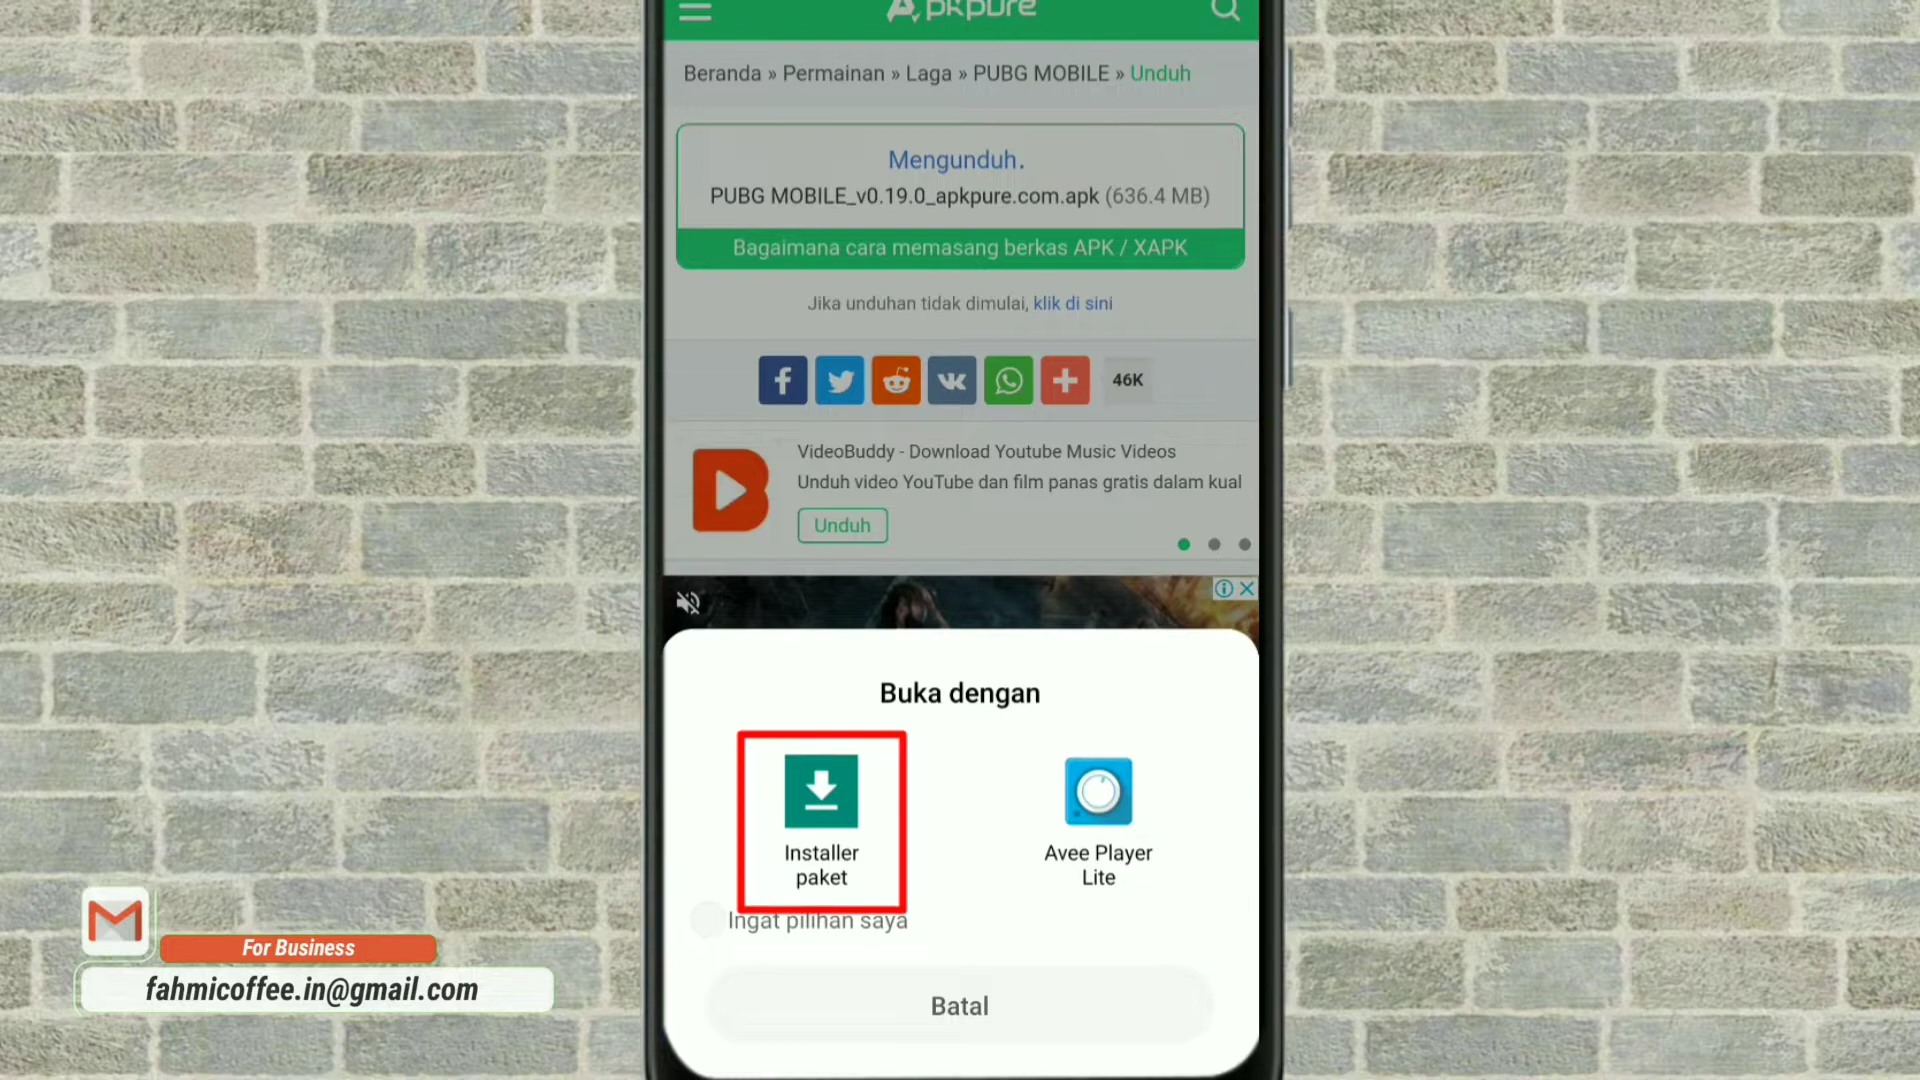 Apkpure
Beranda » Permainan » Laga » PUBG MOBILE » Unduh
Mengunduh.
PUBG MOBILE_v0.19.0_apkpure.com.apk (636.4 MB)
Bagaimana cara memasang berkas APK / XAPK
Jika unduhan tidak dimulai, klik di sini
46K
VideoBuddy - Download Youtube Music Videos
Unduh video YouTube dan film panas gratis dalam kual
Unduh
Buka dengan
Installer
paket
Avee Player
Lite
Ingat pilihan saya
Batal
For Business
fahmicoffee.in@gmail.com